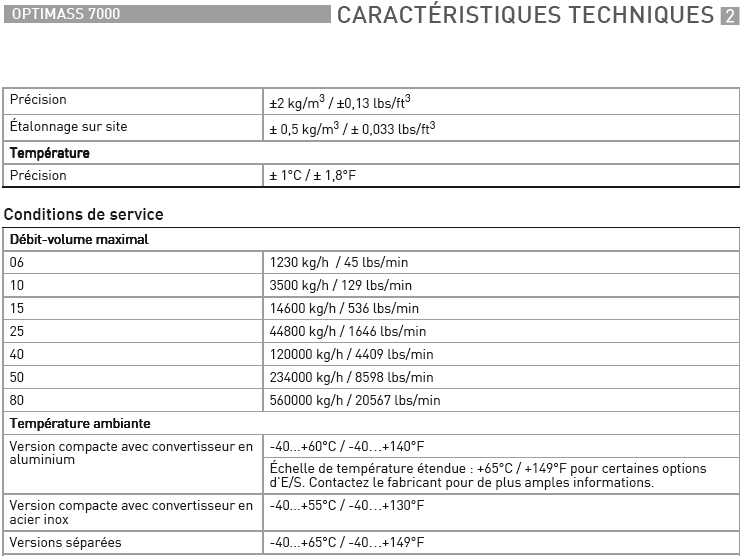 OPTIMASS 7000
CARACTÉRISTIQUES TECHNIQUES 2
Précision ±2 kg/m³ / ±0,13 lbs/ft³
Étalonnage sur site ± 0,5 kg/m³ / ± 0,033 lbs/ft³
Température
Précision ± 1°C / ± 1,8°F
Conditions de service
Débit-volume maximal
06 1230 kg/h / 45 lbs/min
10 3500 kg/h / 129 lbs/min
15 14600 kg/h / 536 lbs/min
25 44800 kg/h / 1646 lbs/min
40 120000 kg/h / 4409 lbs/min
50 234000 kg/h / 8598 lbs/min
80 560000 kg/h / 20567 lbs/min
Température ambiante
Version compacte avec convertisseur en
aluminium
-40...+60°C / -40…+140°F
Échelle de température étendue : +65°C / +149°F pour certaines options
d'E/S. Contactez le fabricant pour de plus amples informations.
Version compacte avec convertisseur en
acier inox
-40...+55°C / -40…+130°F
Versions séparées -40...+65°C / -40…+149°F